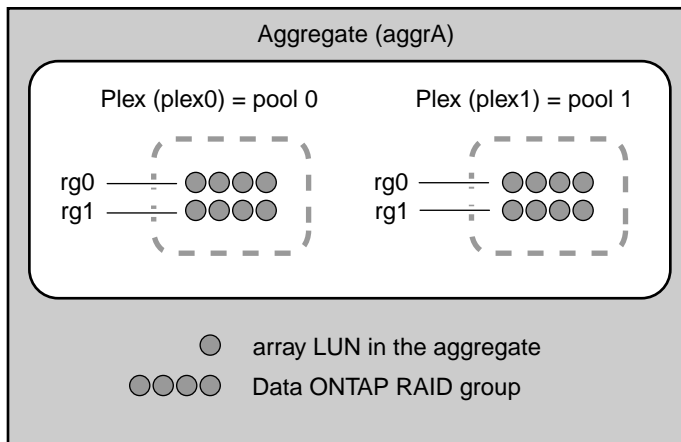 Aggregate (aggrA)
Plex (plex0) = pool 0
Plex (plex1) = pool 1
rg0
rg1
rg0
rg1
array LUN in the aggregate
Data ONTAP RAID group